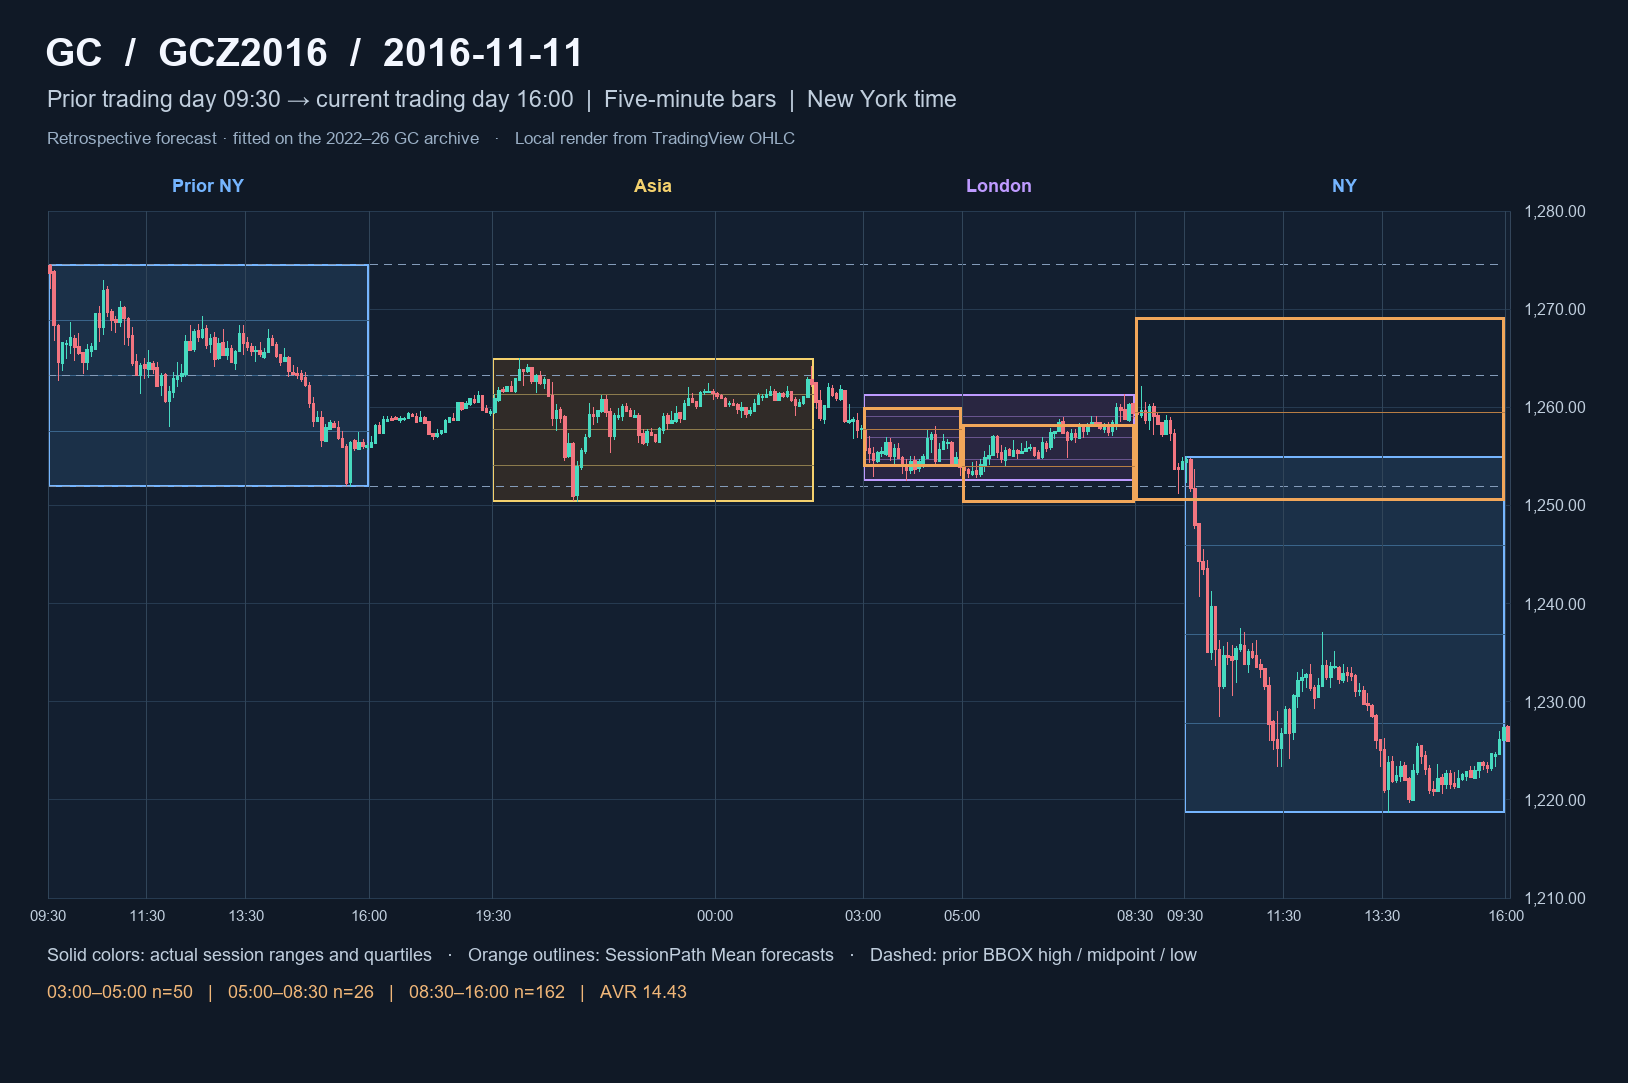 GC / GCZ2016 / 2016-11-11
Prior trading day 09:30 → current trading day 16:00 | Five-minute bars | New York time
Retrospective forecast · fitted on the 2022–26 GC archive · Local render from TradingView OHLC
Prior NY Asia London NY
1,280.00
1,270.00
1,260.00
1,250.00
1,240.00
1,230.00
1,220.00
1,210.00
09:30 11:30 13:30 16:00 19:30 00:00 03:00 05:00 08:30 09:30 11:30 13:30 16:00
Solid colors: actual session ranges and quartiles · Orange outlines: SessionPath Mean forecasts · Dashed: prior BBOX high / midpoint / low
03:00–05:00 n=50 | 05:00–08:30 n=26 | 08:30–16:00 n=162 | AVR 14.43